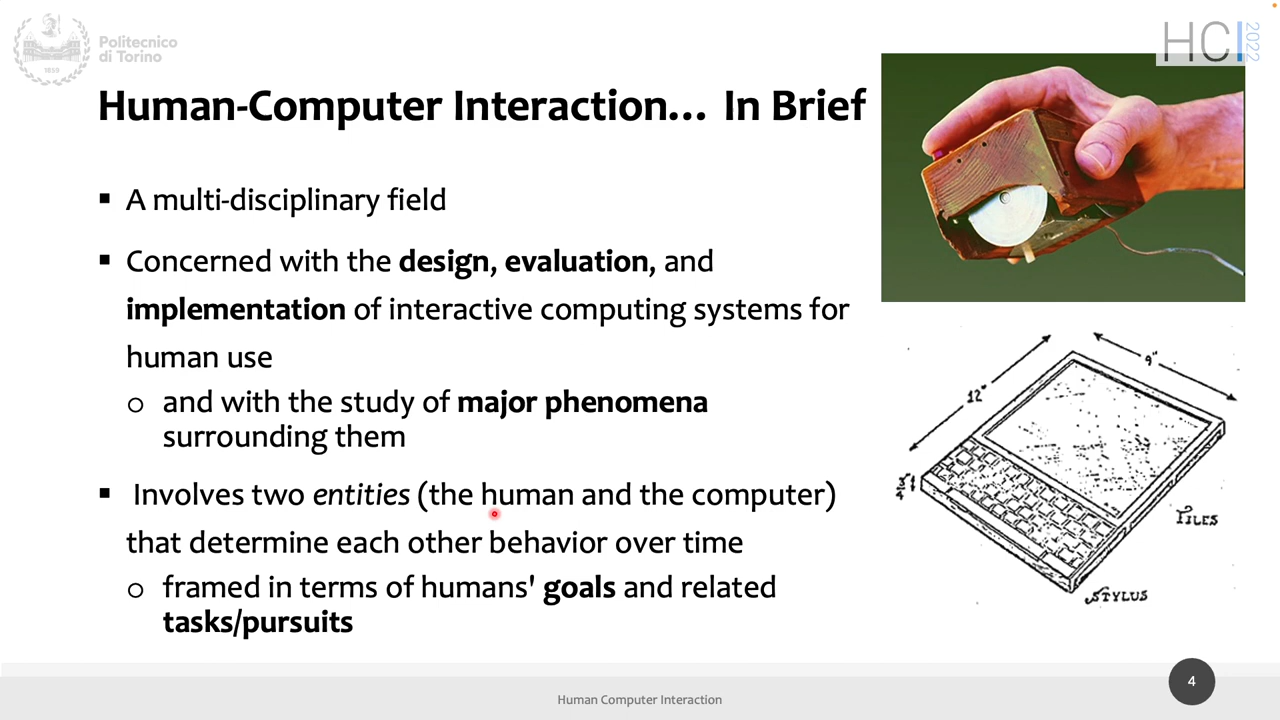 Politecnico
di Torino
1859
HCI
2022
Human-Computer Interaction... In Brief
A multi-disciplinary field
Concerned with the design, evaluation, and
implementation of interactive computing systems for
human use
and with the study of major phenomena
surrounding them
Involves two entities (the human and the computer)
that determine each other behavior over time
framed in terms of humans' goals and related
tasks/pursuits
12"
9"
3/4"
FILES
STYLUS
Human Computer Interaction
4